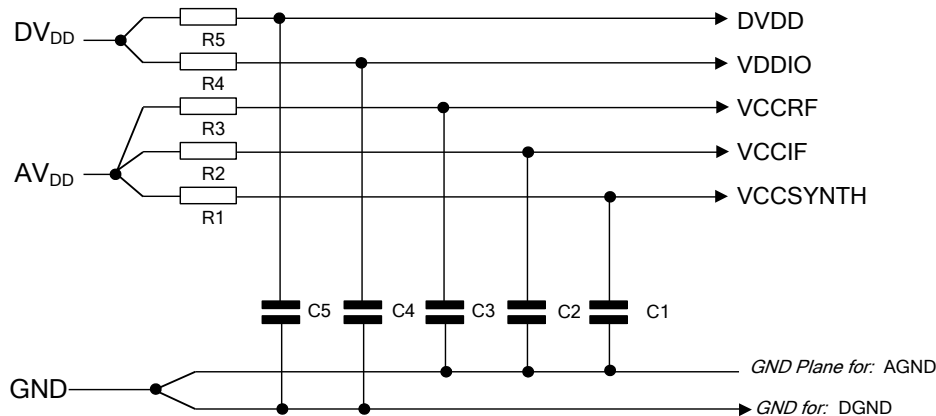 DVDD
R5
DVDD
R4
VDDIO
R3
VCCRF
AVDD
R2
VCCIF
R1
VCCSYNTH
C5
C4
C3
C2
C1
GND
GND Plane for: AGND
GND for: DGND